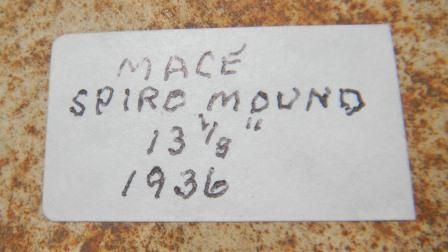 MACE
SPIRO MOUND
13 1/8"
1936